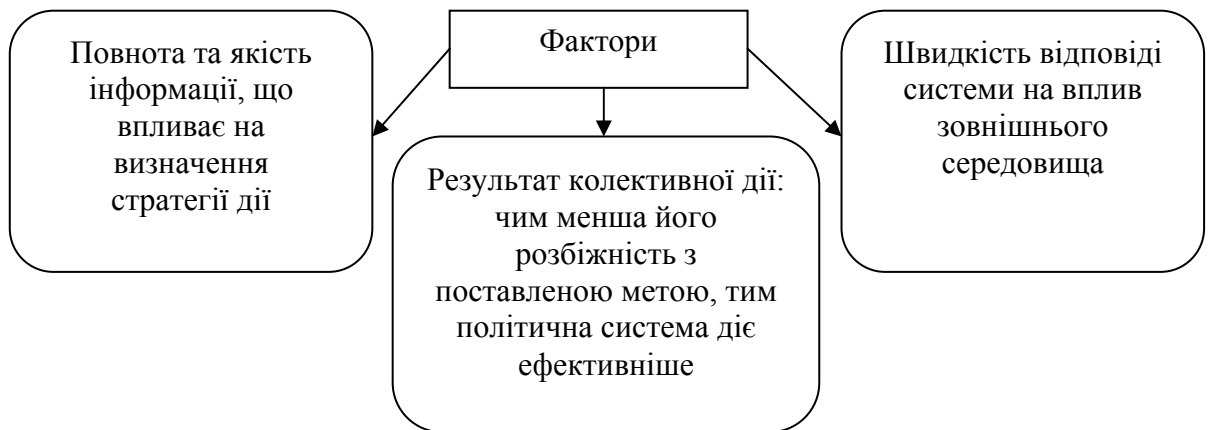 Фактори
Повнота та якість
інформації, що
впливає на
визначення
стратегії дії
Результат колективної дії:
чим менша його
розбіжність з
поставленою метою, тим
політична система діє
ефективніше
Швидкість відповіді
системи на вплив
зовнішнього
середовища